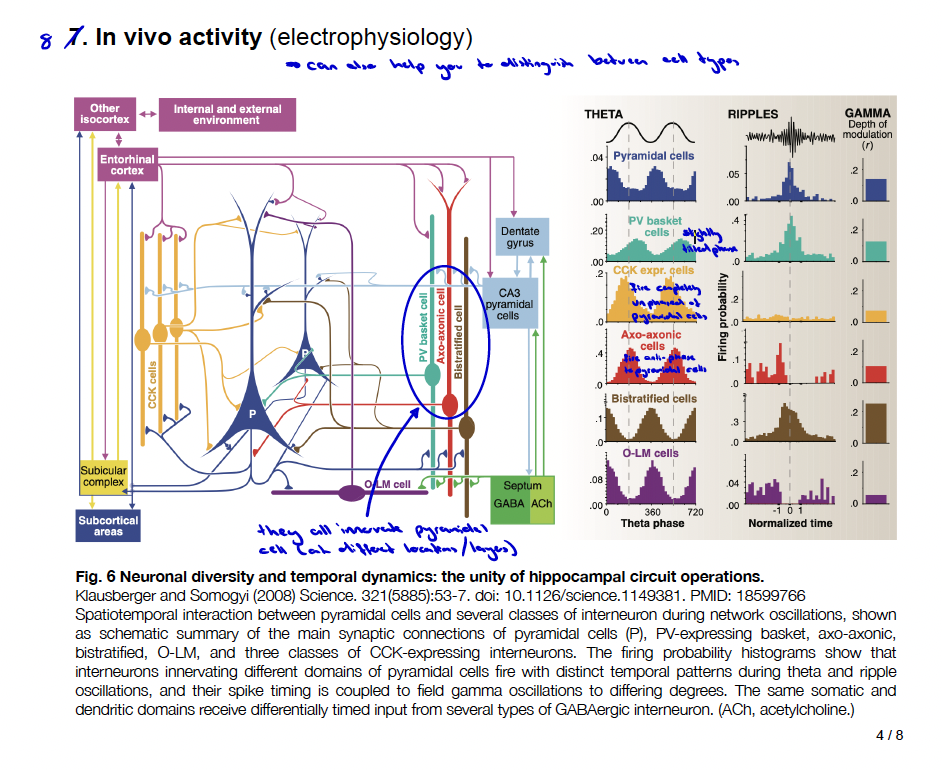 8 7. In vivo activity (electrophysiology)
⇒ can also help you to distinguish between cell types
Other
isocortex
Internal and external
environment
Entorhinal
cortex
CCK cells
P
P
PV basket cell
Axo-axonic cell
Bistratified cell
Dentate
gyrus
CA3
pyramidal
cells
O-LM cell
Subicular
complex
Subcortical
areas
Septum
GABA ACh
they all innervate pyramidal
cell (at different locations / layers)
THETA
RIPPLES
GAMMA
Depth of
modulation
(r)
Pyramidal cells
.04
.00
.05
.00
.2
.0
PV basket
cells
slightly
shifted phase
.20
.00
.4
.0
.2
.0
CCK expr. cells
fire completely
in phase of
pyramidal cells
.2
.0
.2
.0
.2
.0
Firing probability
Axo-axonic
cells
fire anti-phase
to pyramidal cells
.4
.0
.1
.0
.2
.0
Bistratified cells
.1
.0
.3
.0
.2
.0
O-LM cells
.08
.00
.04
.00
.2
.0
0 360 720
Theta phase
-1 0 1
Normalized time
Fig. 6 Neuronal diversity and temporal dynamics: the unity of hippocampal circuit operations.
Klausberger and Somogyi (2008) Science. 321(5885):53-7. doi: 10.1126/science.1149381. PMID: 18599766
Spatiotemporal interaction between pyramidal cells and several classes of interneuron during network oscillations, shown
as schematic summary of the main synaptic connections of pyramidal cells (P), PV-expressing basket, axo-axonic,
bistratified, O-LM, and three classes of CCK-expressing interneurons. The firing probability histograms show that
interneurons innervating different domains of pyramidal cells fire with distinct temporal patterns during theta and ripple
oscillations, and their spike timing is coupled to field gamma oscillations to differing degrees. The same somatic and
dendritic domains receive differentially timed input from several types of GABAergic interneuron. (ACh, acetylcholine.)
4 / 8